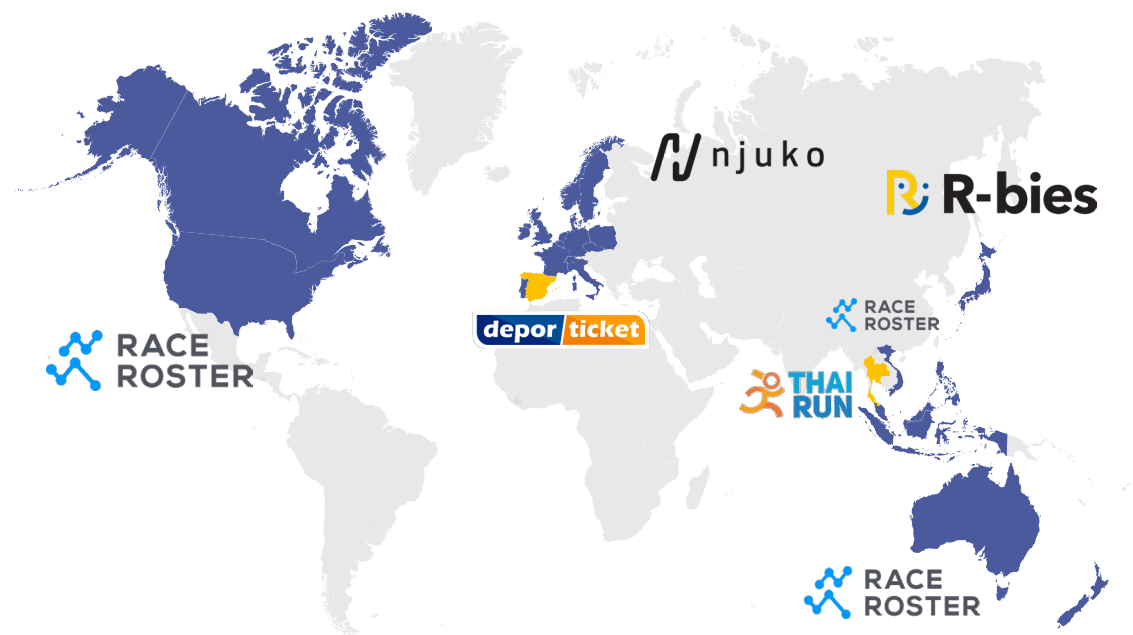 njuko
R-bies
RACE
ROSTER
depor ticket
RACE
ROSTER
THAI
RUN
RACE
ROSTER